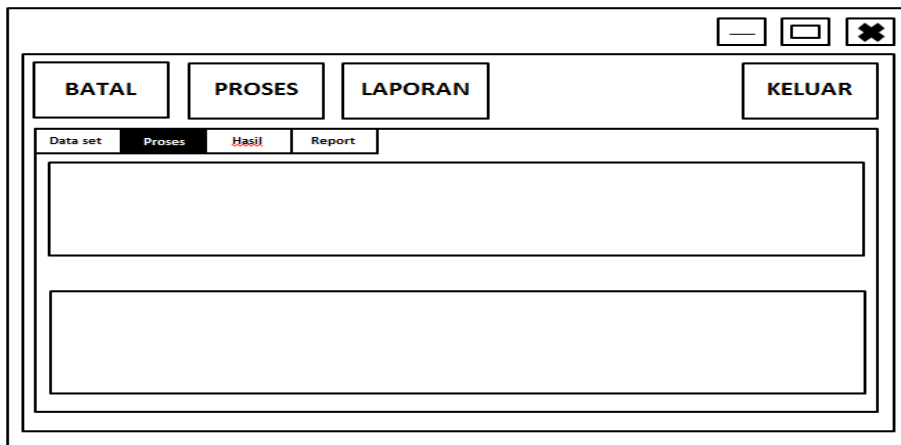 BATAL PROSES LAPORAN KELUAR
Data set Proses Hasil Report